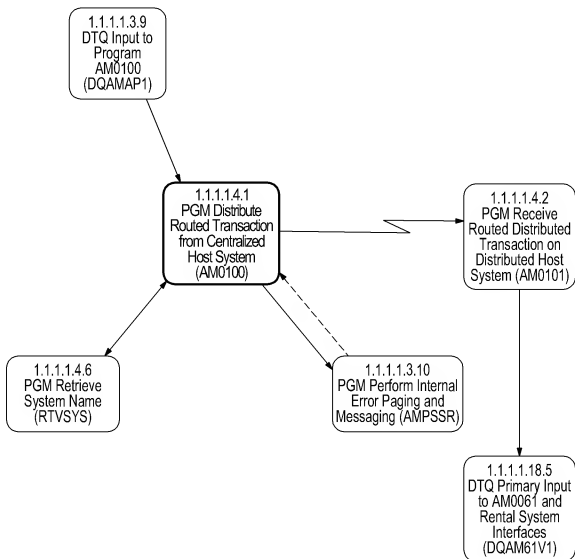 1.1.1.1.3.9
DTQ Input to
Program
AM0100
(DQAMAP1)
1.1.1.1.4.1
PGM Distribute
Routed Transaction
from Centralized
Host System
(AM0100)
1.1.1.1.4.2
PGM Receive
Routed Distributed
Transaction on
Distributed Host
System (AM0101)
1.1.1.1.4.6
PGM Retrieve
System Name
(RTVSYS)
1.1.1.1.3.10
PGM Perform Internal
Error Paging and
Messaging (AMPSSR)
1.1.1.1.18.5
DTQ Primary Input
to AM0061 and
Rental System
Interfaces
(DQAM61V1)